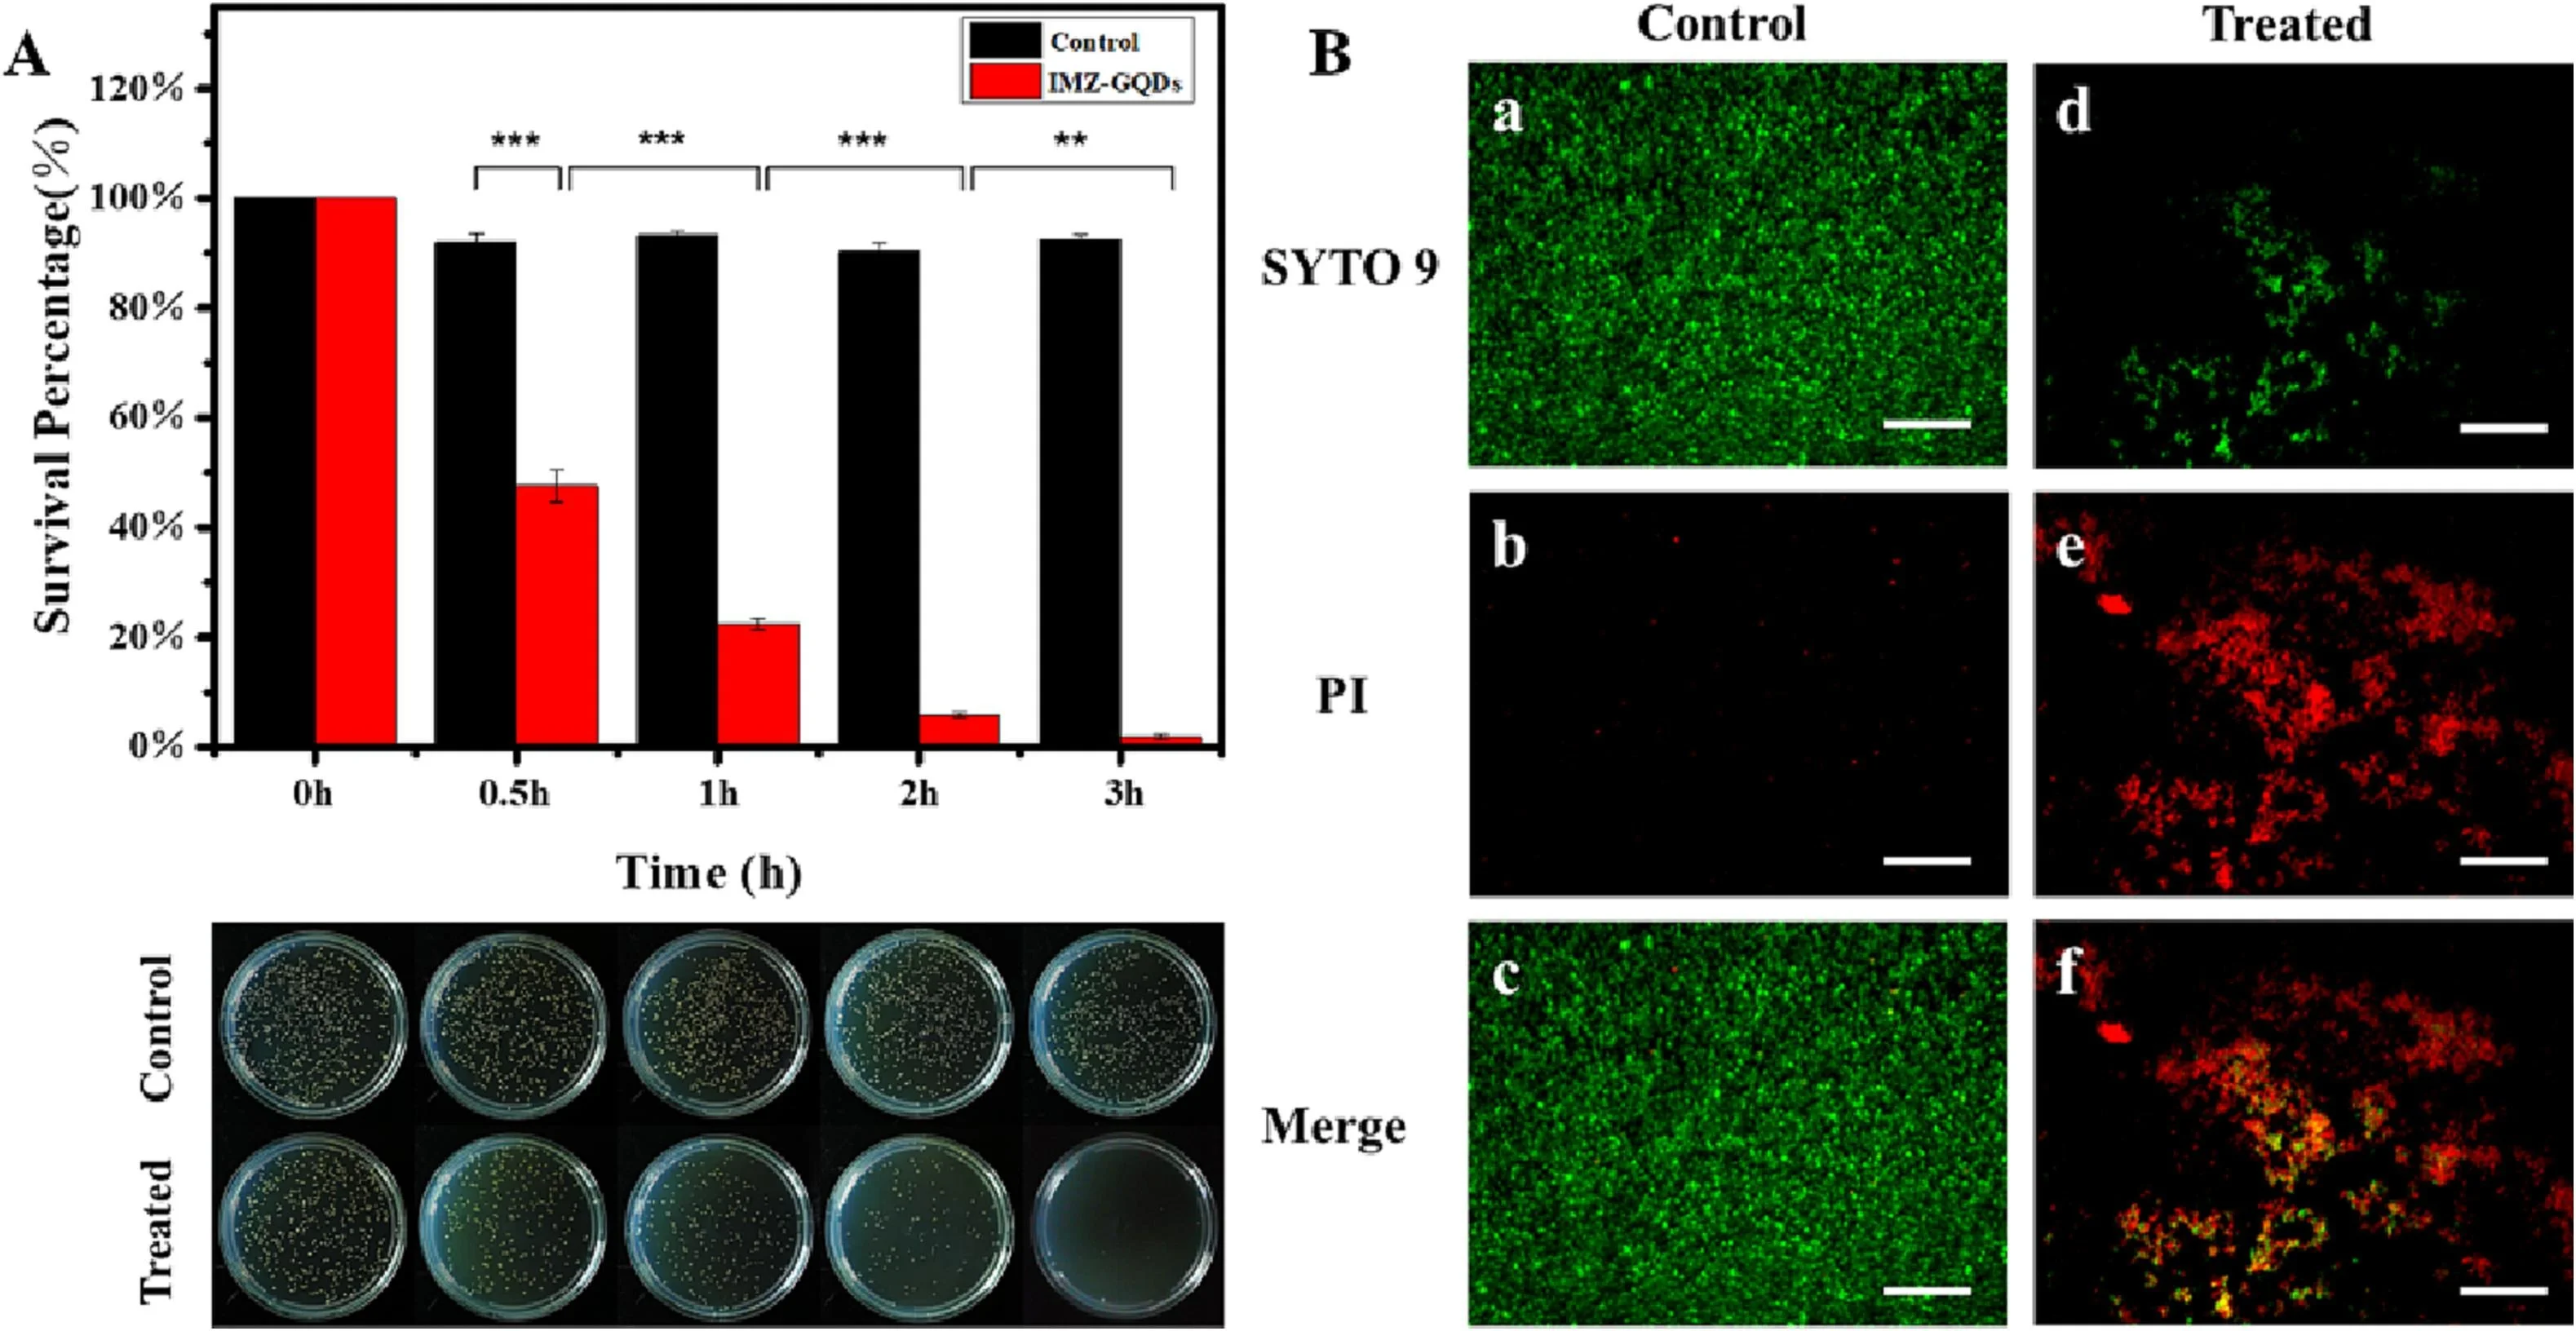 A
Survival Percentage(%)
120%
100%
80%
60%
40%
20%
0%
Control
IMZ-GQDs
***
***
***
**
0h
0.5h
1h
2h
3h
Time (h)
Control
Treated
B
Control
Treated
SYTO 9
a
d
PI
b
e
Merge
c
f